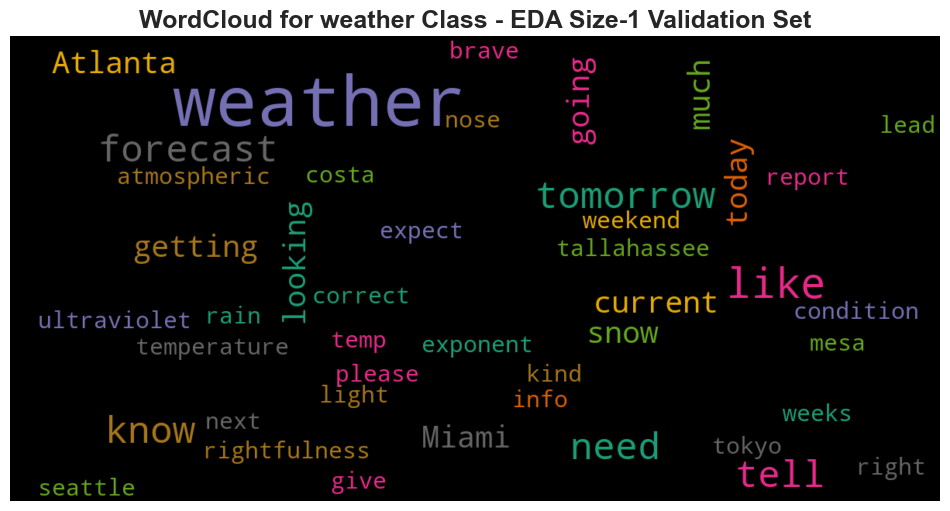 WordCloud for weather Class - EDA Size-1 Validation Set
brave
Atlanta
going
much
weather
nose
lead
forecast
today
atmospheric
costa
report
tomorrow
looking
weekend
expect
getting
tallahassee
like
correct
current
condition
ultraviolet
rain
snow
temperature
temp
exponent
mesa
please
kind
light
info
weeks
know
next
Miami
need
tokyo
rightfulness
tell
right
seattle
give